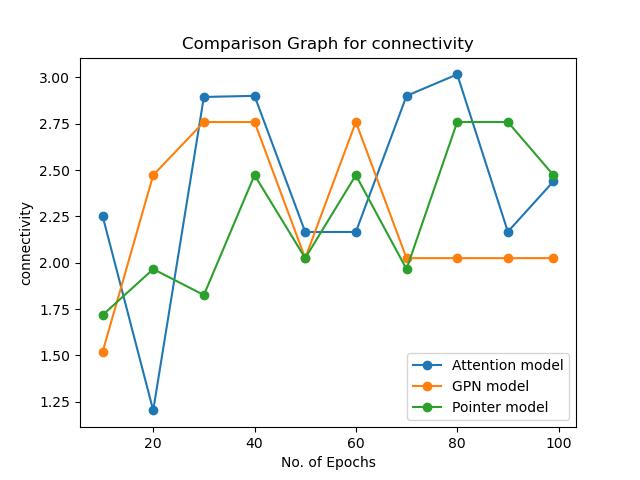 Comparison Graph for connectivity
3.00
2.75
2.50
2.25
2.00
1.75
1.50
1.25
connectivity
20 40 60 80 100
No. of Epochs
Attention model
GPN model
Pointer model